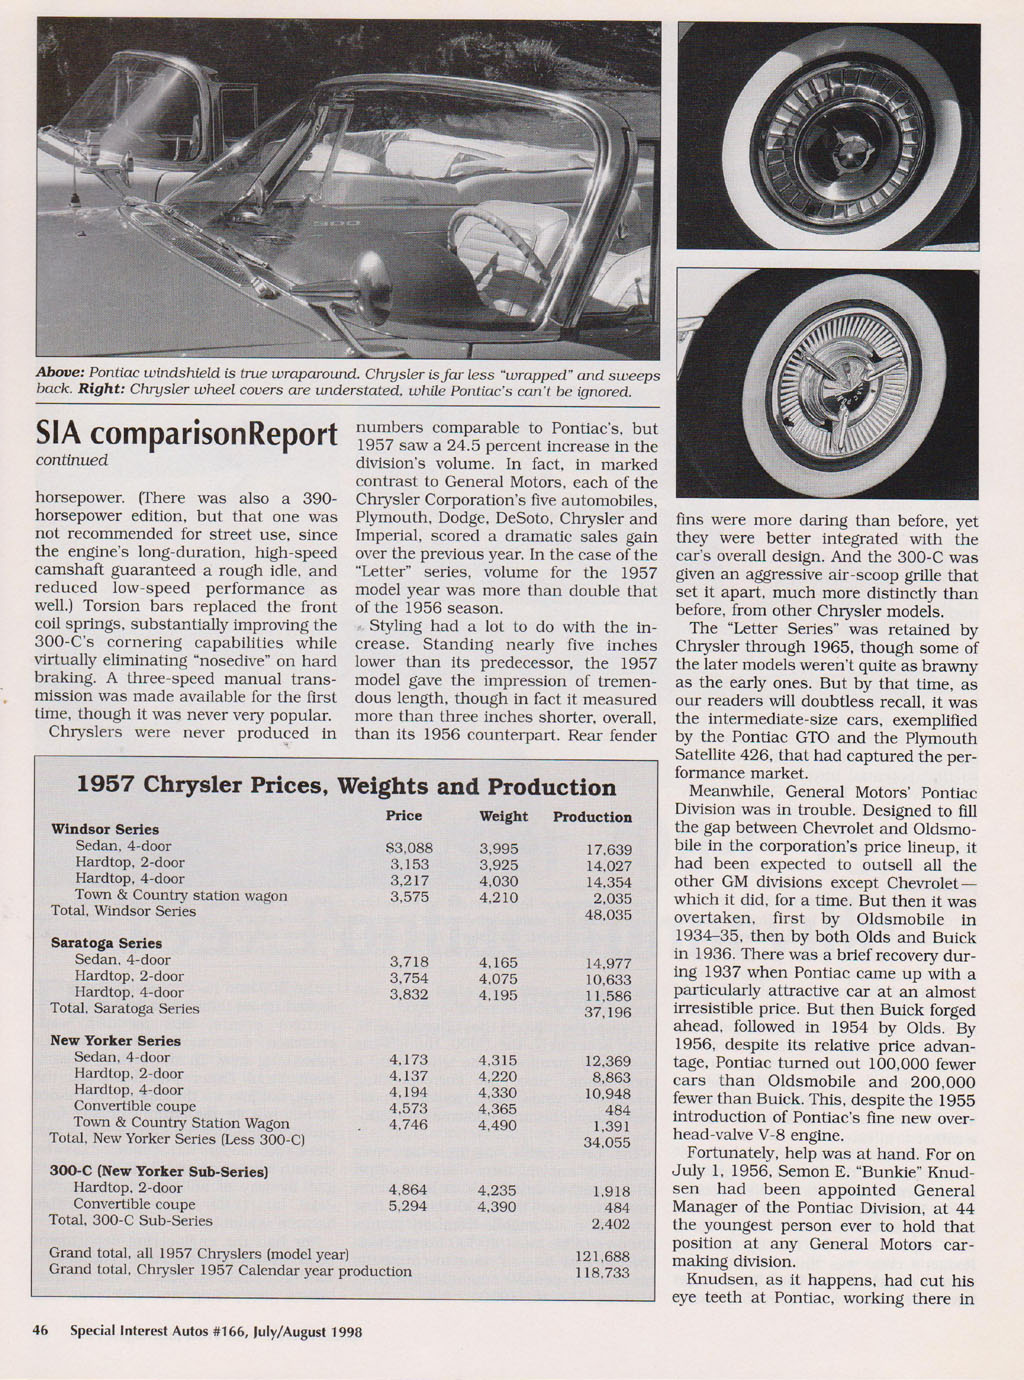 300
Above: Pontiac windshield is true wraparound. Chrysler is far less "wrapped" and sweeps
back. Right: Chrysler wheel covers are understated, while Pontiac's can't be ignored.
SIA comparisonReport
continued
horsepower. (There was also a 390-
horsepower edition, but that one was
not recommended for street use, since
the engine's long-duration, high-speed
camshaft guaranteed a rough idle, and
reduced low-speed performance as
well.) Torsion bars replaced the front
coil springs, substantially improving the
300-C's cornering capabilities while
virtually eliminating "nosedive" on hard
braking. A three-speed manual trans-
mission was made available for the first
time, though it was never very popular.
Chryslers were never produced in
numbers comparable to Pontiac's, but
1957 saw a 24.5 percent increase in the
division's volume. In fact, in marked
contrast to General Motors, each of the
Chrysler Corporation's five automobiles,
Plymouth, Dodge, DeSoto, Chrysler and
Imperial, scored a dramatic sales gain
over the previous year. In the case of the
"Letter" series, volume for the 1957
model year was more than double that
of the 1956 season.
Styling had a lot to do with the in-
crease. Standing nearly five inches
lower than its predecessor, the 1957
model gave the impression of tremen-
dous length, though in fact it measured
more than three inches shorter, overall,
than its 1956 counterpart. Rear fender
fins were more daring than before, yet
they were better integrated with the
car's overall design. And the 300-C was
given an aggressive air-scoop grille that
set it apart, much more distinctly than
before, from other Chrysler models.
The "Letter Series" was retained by
Chrysler through 1965, though some of
the later models weren't quite as brawny
as the early ones. But by that time, as
our readers will doubtless recall, it was
the intermediate-size cars, exemplified
by the Pontiac GTO and the Plymouth
Satellite 426, that had captured the per-
formance market.
Meanwhile, General Motors' Pontiac
Division was in trouble. Designed to fill
the gap between Chevrolet and Oldsmo-
bile in the corporation's price lineup, it
had been expected to outsell all the
other GM divisions except Chevrolet—
which it did, for a time. But then it was
overtaken, first by Oldsmobile in
1934–35, then by both Olds and Buick
in 1936. There was a brief recovery dur-
ing 1937 when Pontiac came up with a
particularly attractive car at an almost
irresistible price. But then Buick forged
ahead, followed in 1954 by Olds. By
1956, despite its relative price advan-
tage, Pontiac turned out 100,000 fewer
cars than Oldsmobile and 200,000
fewer than Buick. This, despite the 1955
introduction of Pontiac's fine new over-
head-valve V-8 engine.
Fortunately, help was at hand. For on
July 1, 1956, Semon E. "Bunkie" Knud-
sen had been appointed General
Manager of the Pontiac Division, at 44
the youngest person ever to hold that
position at any General Motors car-
making division.
Knudsen, as it happens, had cut his
eye teeth at Pontiac, working there in
1957 Chrysler Prices, Weights and Production
Price Weight Production
Windsor Series
Sedan, 4-door $3,088 3,995 17,639
Hardtop, 2-door 3,153 3,925 14,027
Hardtop, 4-door 3,217 4,030 14,354
Town & Country station wagon 3,575 4,210 2,035
Total, Windsor Series 48,035
Saratoga Series
Sedan, 4-door 3,718 4,165 14,977
Hardtop, 2-door 3,754 4,075 10,633
Hardtop, 4-door 3,832 4,195 11,586
Total, Saratoga Series 37,196
New Yorker Series
Sedan, 4-door 4,173 4,315 12,369
Hardtop, 2-door 4,137 4,220 8,863
Hardtop, 4-door 4,194 4,330 10,948
Convertible coupe 4,573 4,365 484
Town & Country Station Wagon 4,746 4,490 1,391
Total, New Yorker Series (Less 300-C) 34,055
300-C (New Yorker Sub-Series)
Hardtop, 2-door 4,864 4,235 1,918
Convertible coupe 5,294 4,390 484
Total, 300-C Sub-Series 2,402
Grand total, all 1957 Chryslers (model year) 121,688
Grand total, Chrysler 1957 Calendar year production 118,733
46 Special Interest Autos #166, July/August 1998